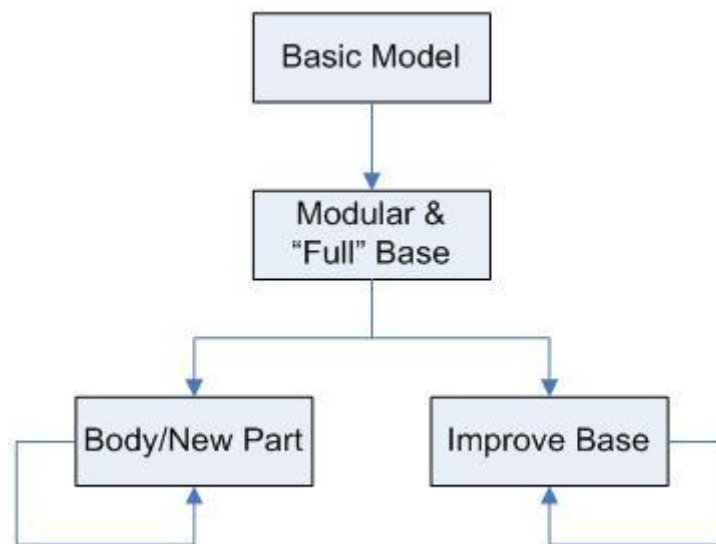 Basic Model
Modular &
“Full” Base
Body/New Part
Improve Base